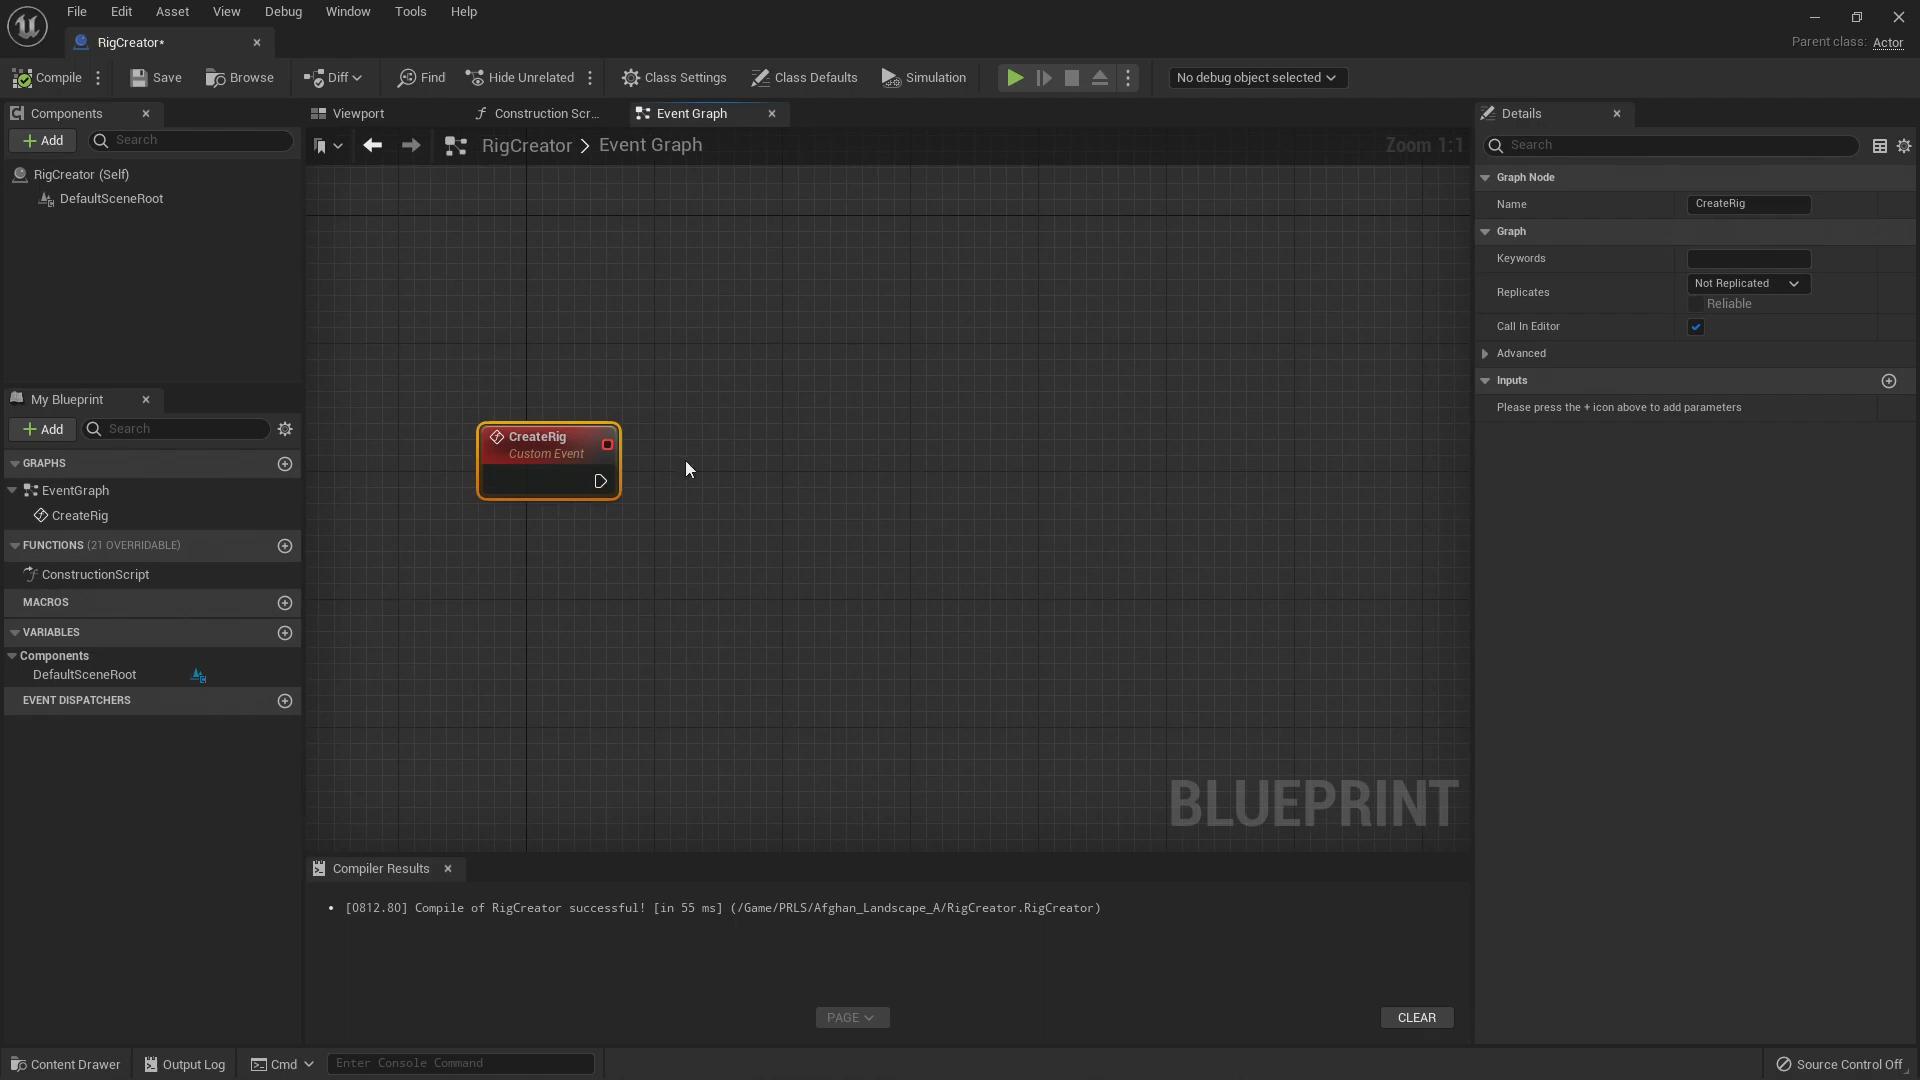 File Edit Asset View Debug Window Tools Help
RigCreator*
Parent class: Actor
Compile Save Browse Diff Find Hide Unrelated Class Settings Class Defaults Simulation No debug object selected
Components
Add Search
RigCreator (Self)
DefaultSceneRoot
My Blueprint
Add Search
GRAPHS
EventGraph
CreateRig
FUNCTIONS (21 OVERRIDABLE)
ConstructionScript
MACROS
VARIABLES
Components
DefaultSceneRoot
EVENT DISPATCHERS
Viewport Construction Scr... Event Graph
RigCreator > Event Graph Zoom 1:1
CreateRig
Custom Event
BLUEPRINT
Compiler Results
[0812.80] Compile of RigCreator successful! [in 55 ms] (/Game/PRLS/Afghan_Landscape_A/RigCreator.RigCreator)
PAGE CLEAR
Details
Search
Graph Node
Name CreateRig
Graph
Keywords
Replicates Not Replicated
Reliable
Call In Editor
Advanced
Inputs
Please press the + icon above to add parameters
Content Drawer Output Log Cmd Enter Console Command Source Control Off